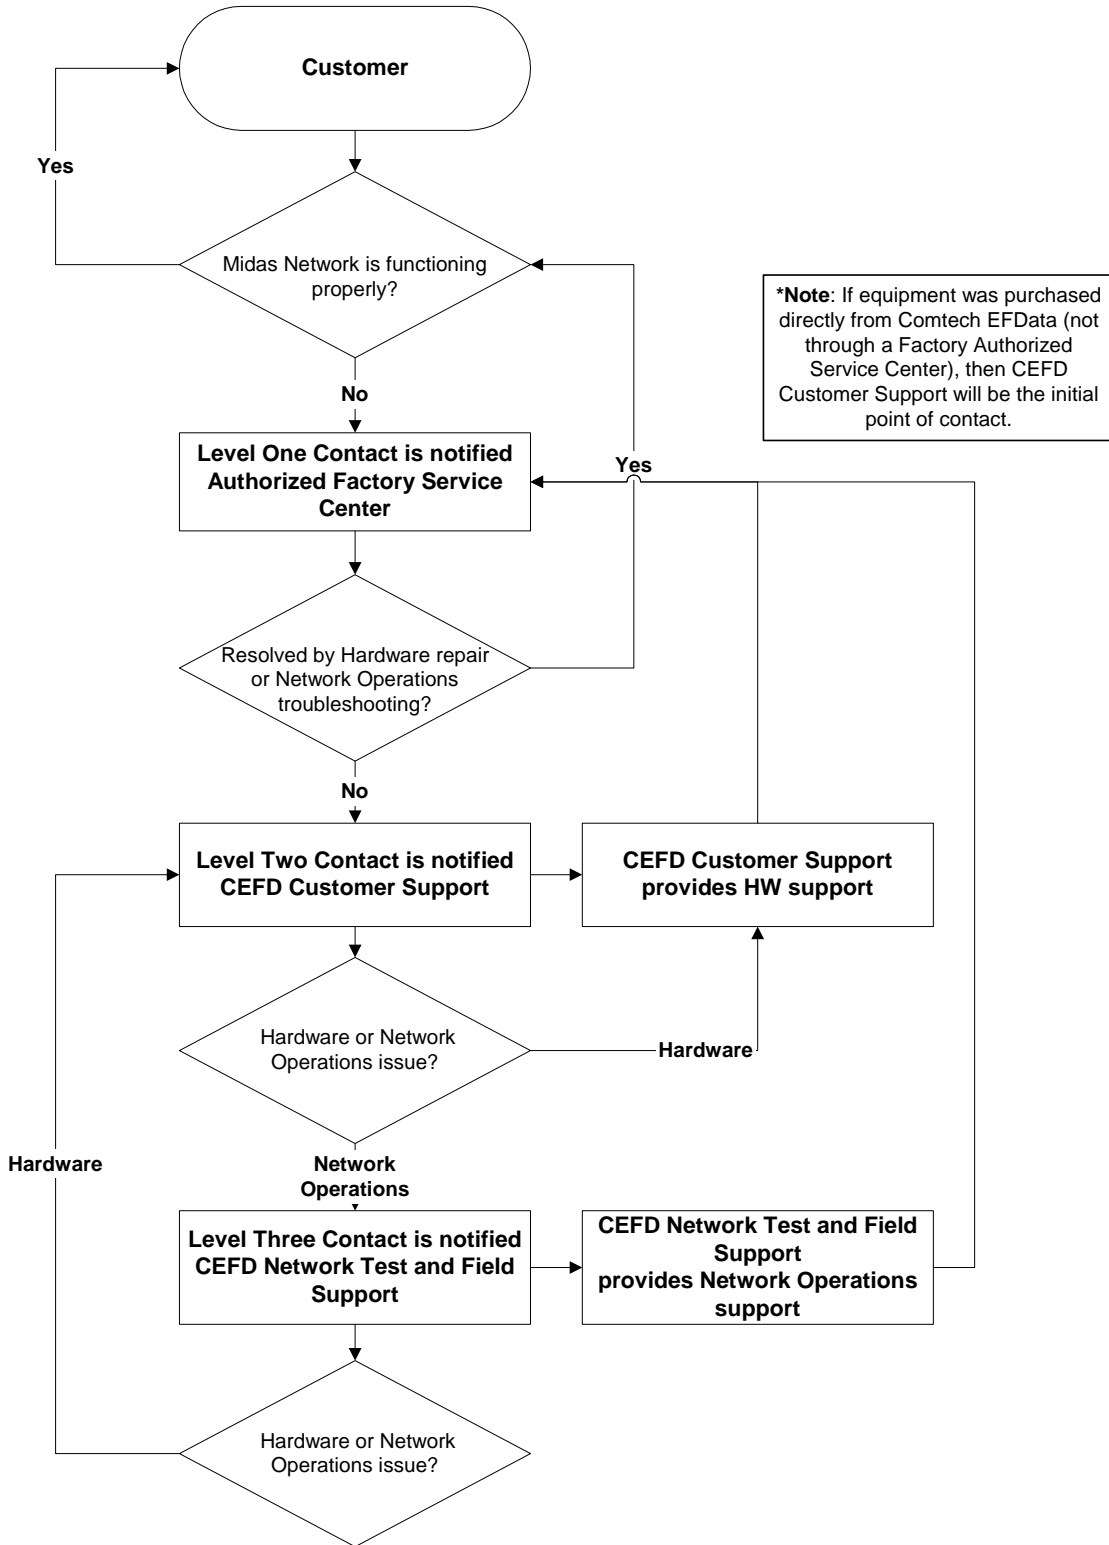 Customer
Yes
Midas Network is functioning
properly?
*Note: If equipment was purchased
directly from Comtech EFData (not
through a Factory Authorized
Service Center), then CEFD
Customer Support will be the initial
point of contact.
No
Level One Contact is notified
Authorized Factory Service
Center
Yes
Resolved by Hardware repair
or Network Operations
troubleshooting?
No
Level Two Contact is notified
CEFD Customer Support
CEFD Customer Support
provides HW support
Hardware or Network
Operations issue?
Hardware
Hardware
Network
Operations
Level Three Contact is notified
CEFD Network Test and Field
Support
CEFD Network Test and Field
Support
provides Network Operations
support
Hardware or Network
Operations issue?